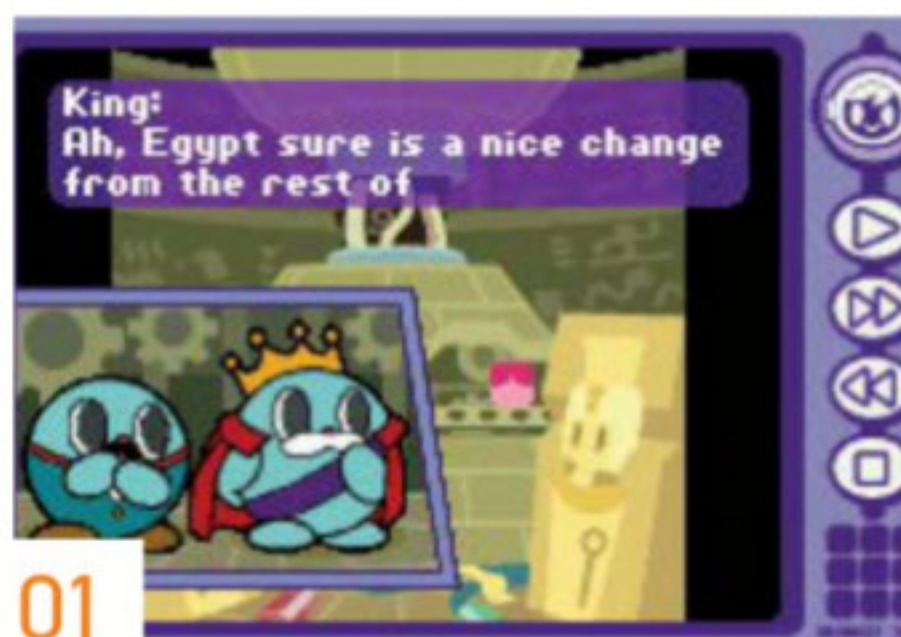 King:
Ah, Egypt sure is a nice change
from the rest of
01